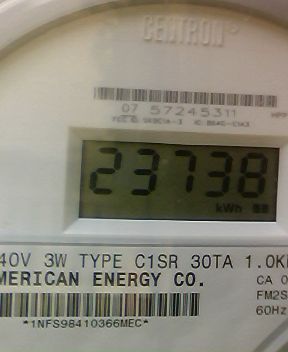 CENTRON
07 57245311
23738
kWh
40V 3W TYPE C1SR 30TA 1.0K
MERICAN ENERGY CO.
CA 0
FM2S
60Hz
*1NFS98410366MEC*